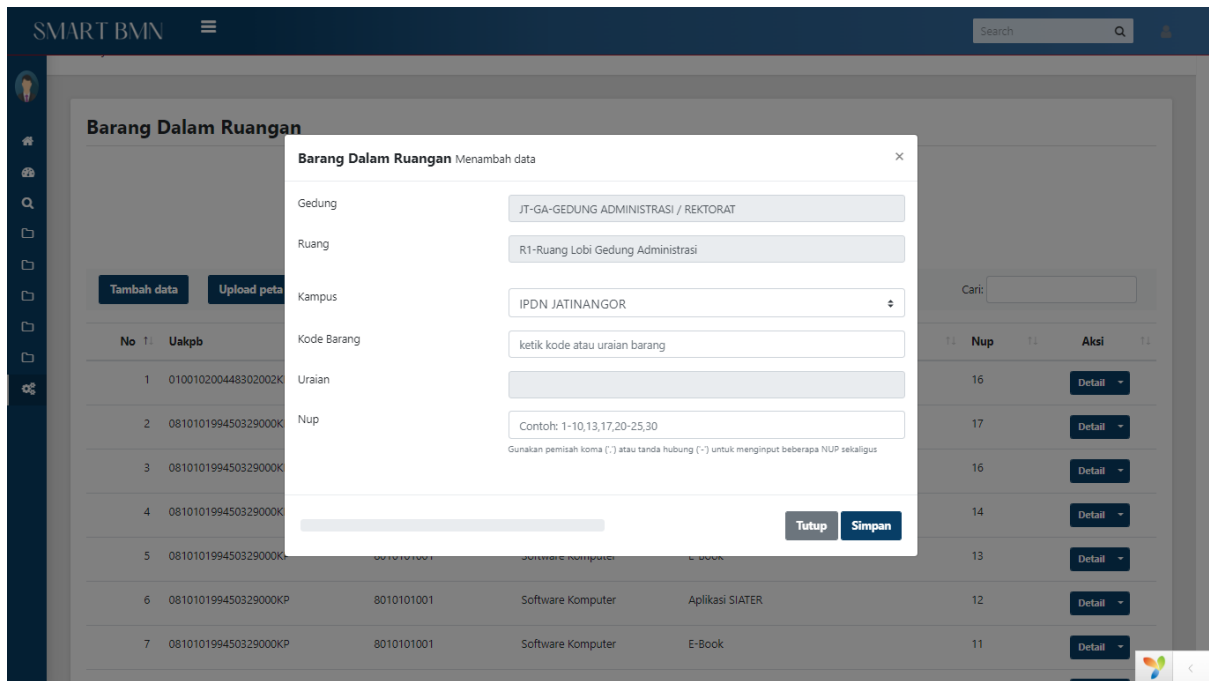 SMART BMN
Search
Barang Dalam Ruangan
Barang Dalam Ruangan Menambah data ×
Gedung JT-GA-GEDUNG ADMINISTRASI / REKTORAT
Ruang R1-Ruang Lobi Gedung Administrasi
Kampus IPDN JATINANGOR
Kode Barang ketik kode atau uraian barang
Uraian
Nup Contoh: 1-10,13,17,20-25,30
Gunakan pemisah koma (',') atau tanda hubung ('-') untuk menginput beberapa NUP sekaligus
Tutup Simpan
Tambah data Upload peta Cari:
No Uakpb Nup Aksi
1 010010200448302002K 16 Detail
2 081010199450329000K 17 Detail
3 081010199450329000K 16 Detail
4 081010199450329000K 14 Detail
5 081010199450329000KP 8010101001 Software Komputer E-Book 13 Detail
6 081010199450329000KP 8010101001 Software Komputer Aplikasi SIATER 12 Detail
7 081010199450329000KP 8010101001 Software Komputer E-Book 11 Detail